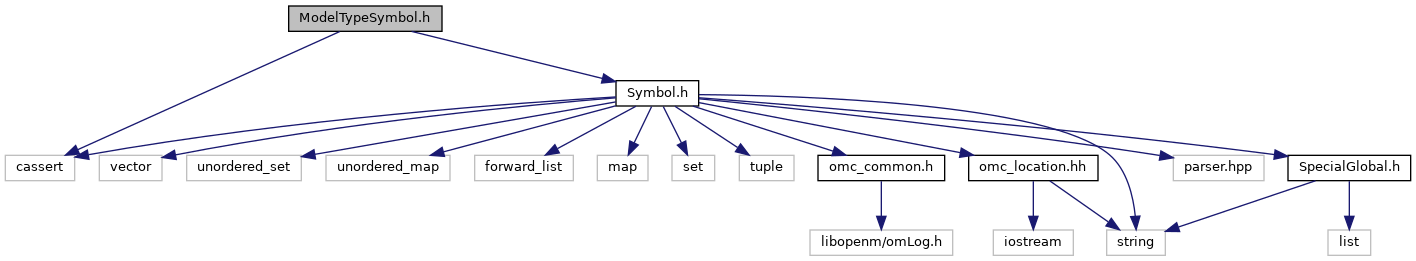 ModelTypeSymbol.h
Symbol.h
cassert
vector
unordered_set
unordered_map
forward_list
map
set
tuple
omc_common.h
omc_location.hh
parser.hpp
SpecialGlobal.h
libopenm/omLog.h
iostream
string
list